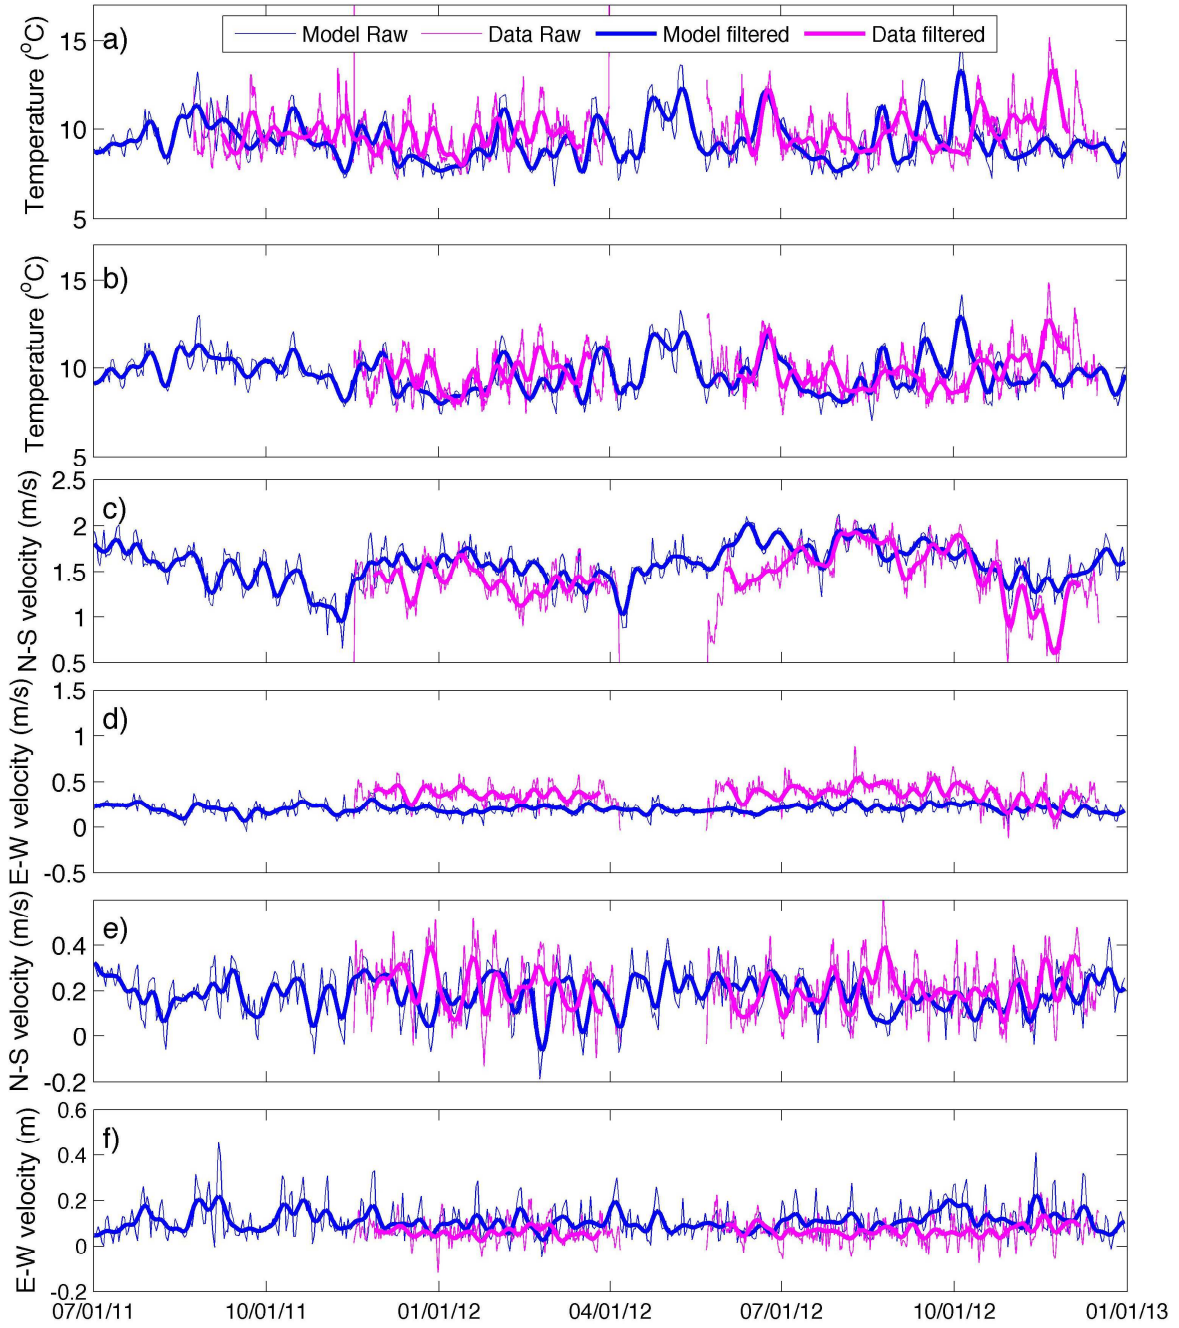 a)
Model Raw Data Raw Model filtered Data filtered
Temperature (°C)
15
10
5
b)
Temperature (°C)
15
10
5
c)
N-S velocity (m/s)
2.5
2
1.5
1
0.5
d)
E-W velocity (m/s)
1.5
1
0.5
0
-0.5
e)
N-S velocity (m/s)
0.4
0.2
0
-0.2
f)
E-W velocity (m)
0.6
0.4
0.2
0
-0.2
07/01/11 10/01/11 01/01/12 04/01/12 07/01/12 10/01/12 01/01/13